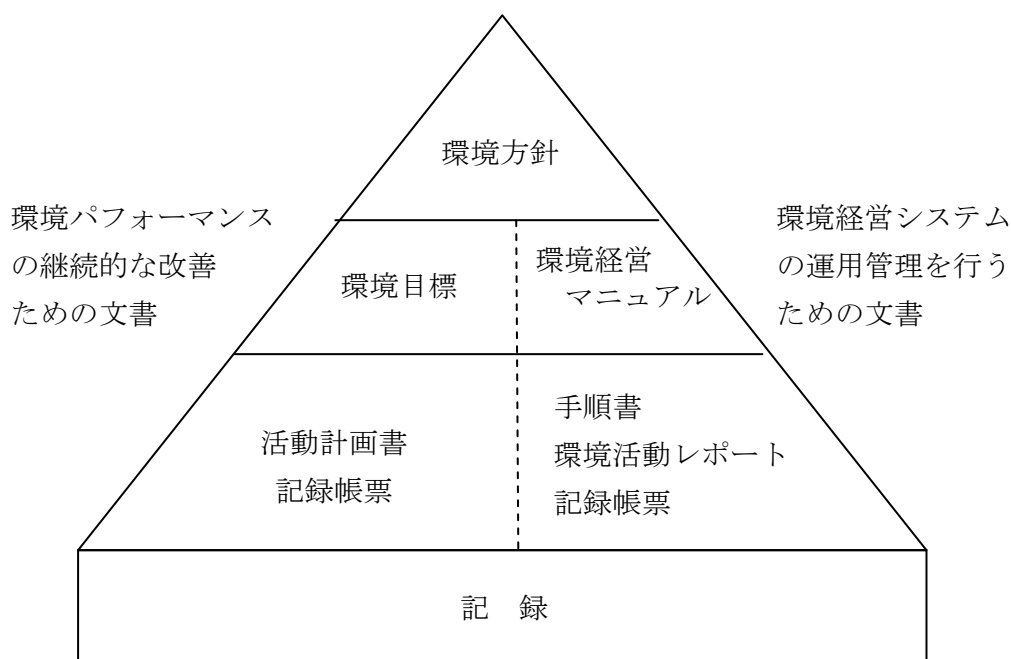 環境方針
環境パフォーマンス
の継続的な改善
ための文書
環境経営システム
の運用管理を行う
ための文書
環境目標
環境経営
マニュアル
活動計画書
記録帳票
手順書
環境活動レポート
記録帳票
記　録